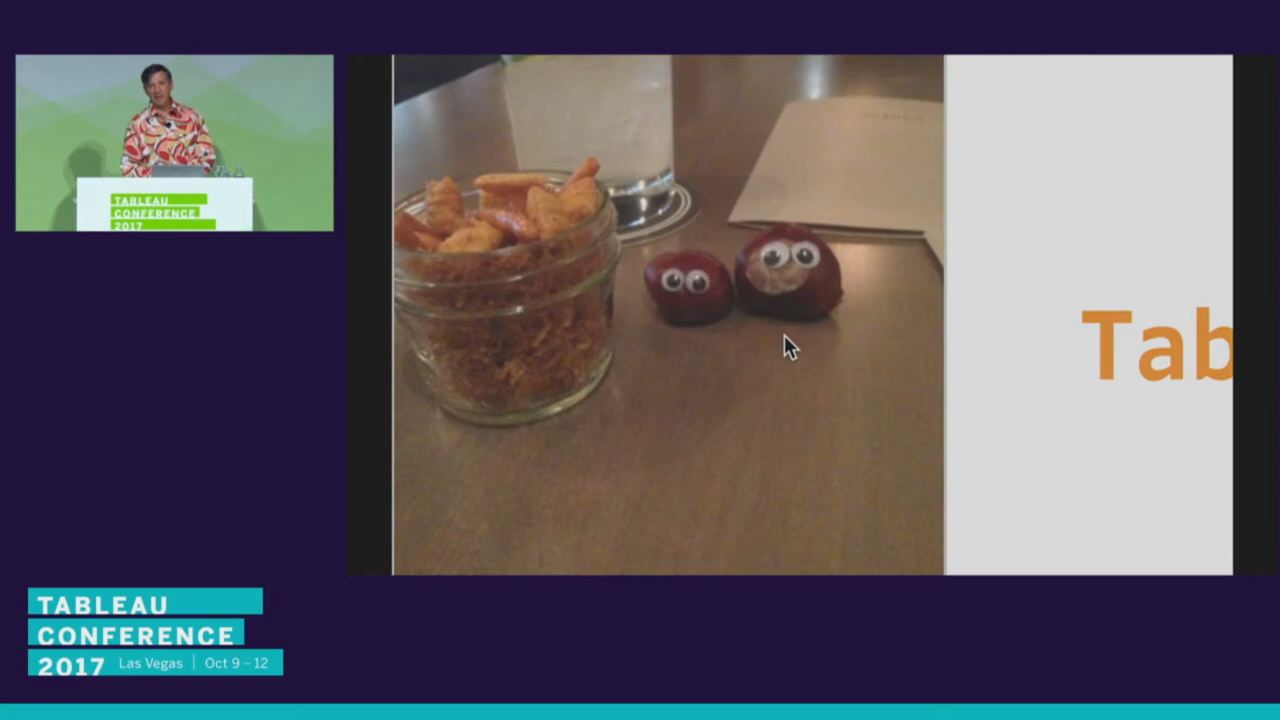 TABLEAU
CONFERENCE
2017
Tab
TABLEAU
CONFERENCE
2017 Las Vegas | Oct 9 – 12